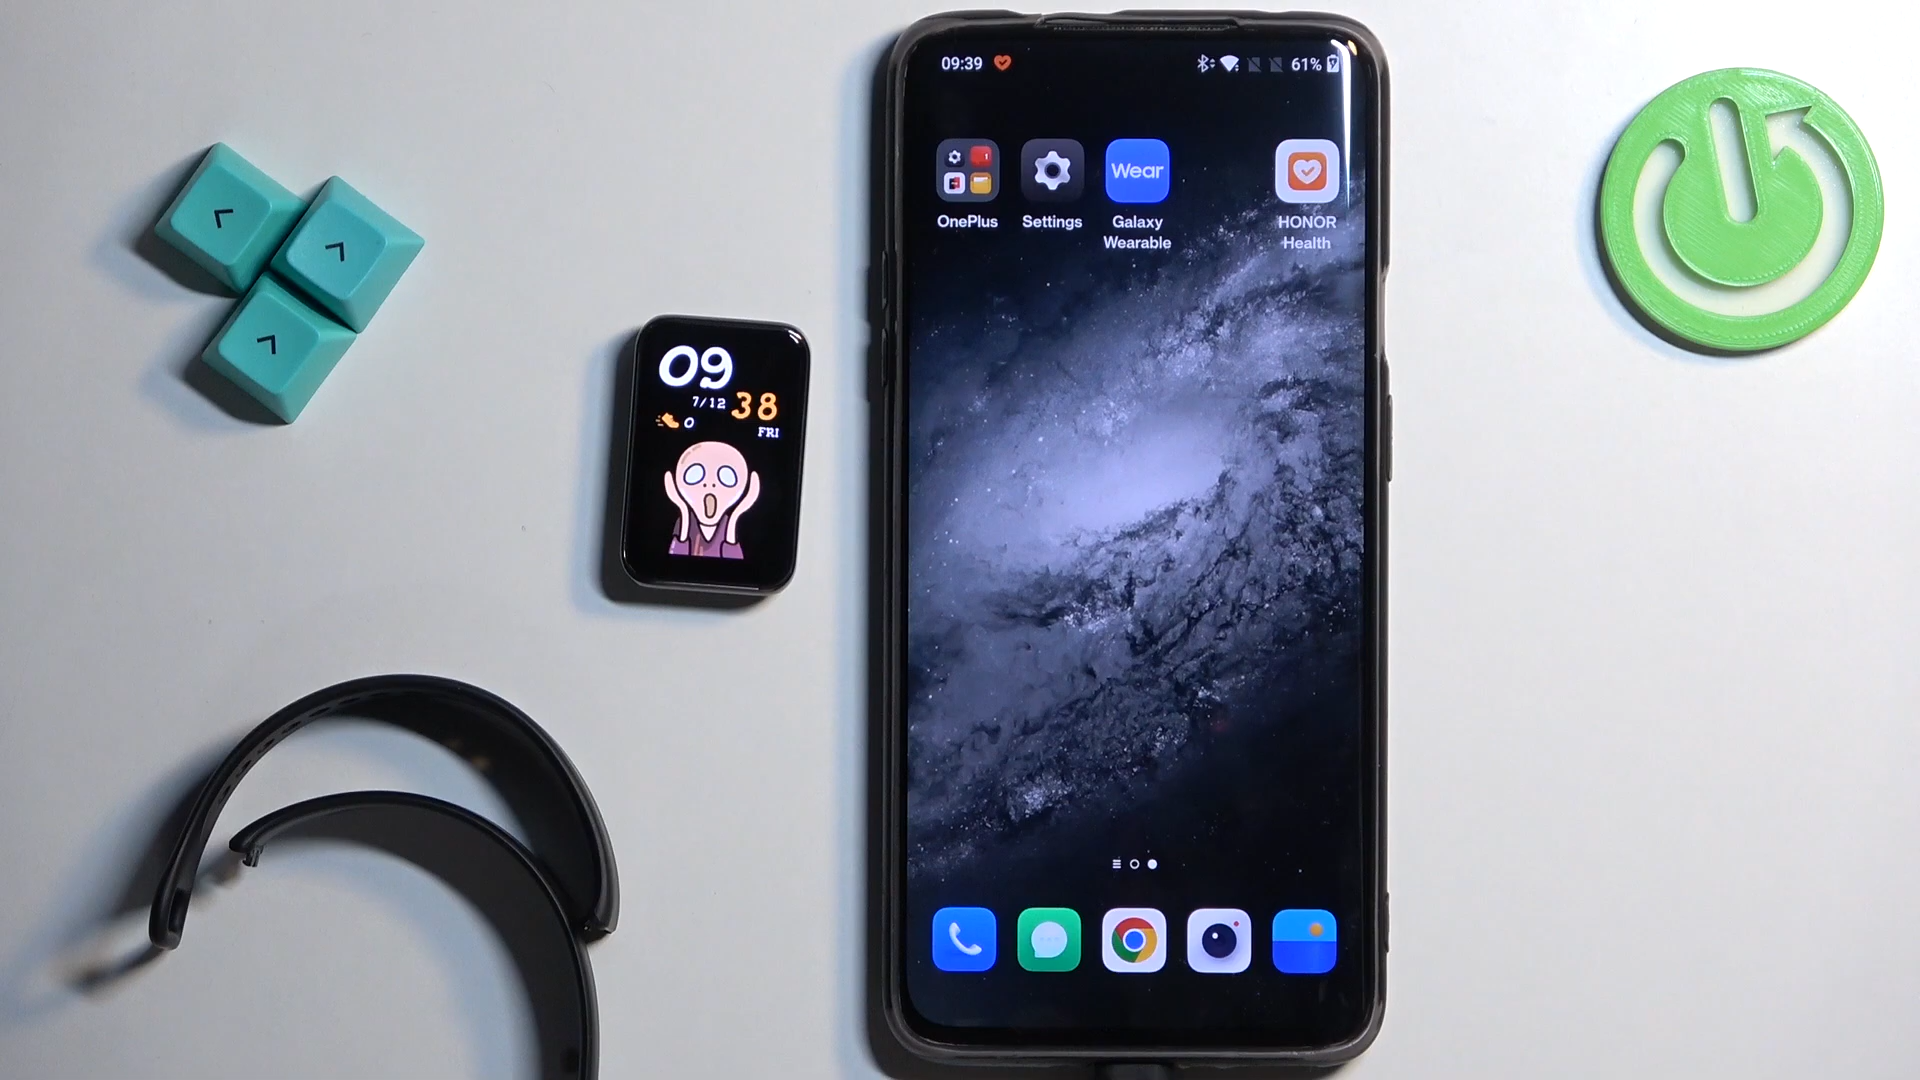 09:39
61%
Wear
OnePlus
Settings
Galaxy
Wearable
HONOR
Health
09
7/12 38
0
FRI